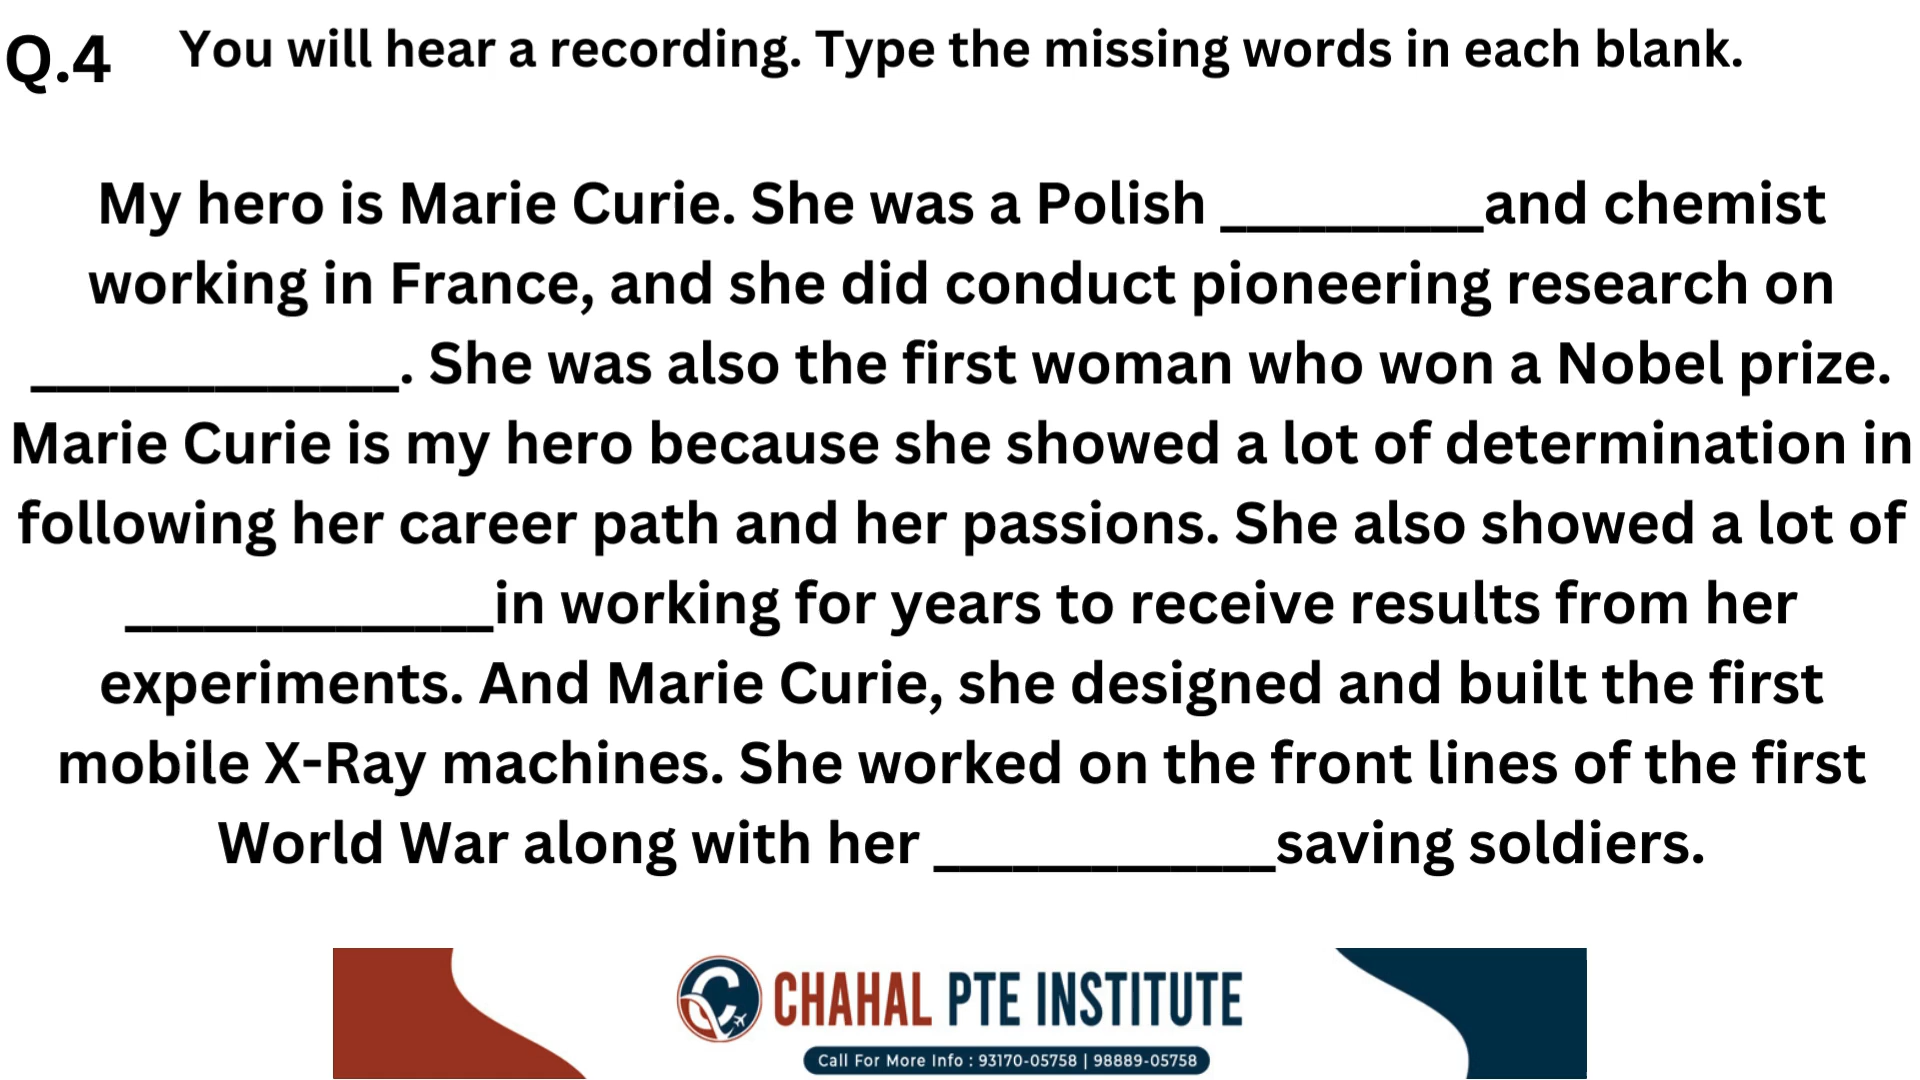 Q.4 You will hear a recording. Type the missing words in each blank.
My hero is Marie Curie. She was a Polish __________and chemist
working in France, and she did conduct pioneering research on
______________. She was also the first woman who won a Nobel prize.
Marie Curie is my hero because she showed a lot of determination in
following her career path and her passions. She also showed a lot of
______________in working for years to receive results from her
experiments. And Marie Curie, she designed and built the first
mobile X-Ray machines. She worked on the front lines of the first
World War along with her _____________saving soldiers.
CHAHAL PTE INSTITUTE
Call For More Info : 93170-05758 | 98889-05758